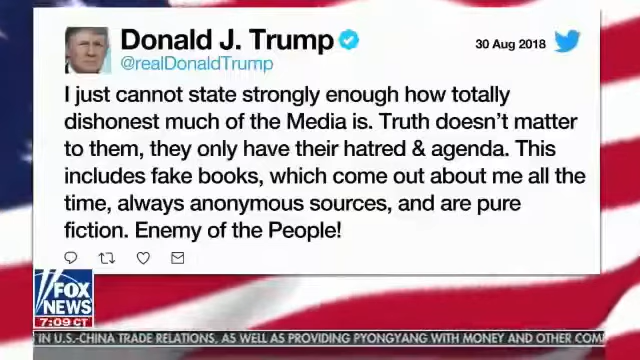 Donald J. Trump
@realDonaldTrump
30 Aug 2018
I just cannot state strongly enough how totally
dishonest much of the Media is. Truth doesn't matter
to them, they only have their hatred & agenda. This
includes fake books, which come out about me all the
time, always anonymous sources, and are pure
fiction. Enemy of the People!
FOX
NEWS
7:09 CT
IN U.S.-CHINA TRADE RELATIONS, AS WELL AS PROVIDING PYONGYANG WITH MONEY AND OTHER COM